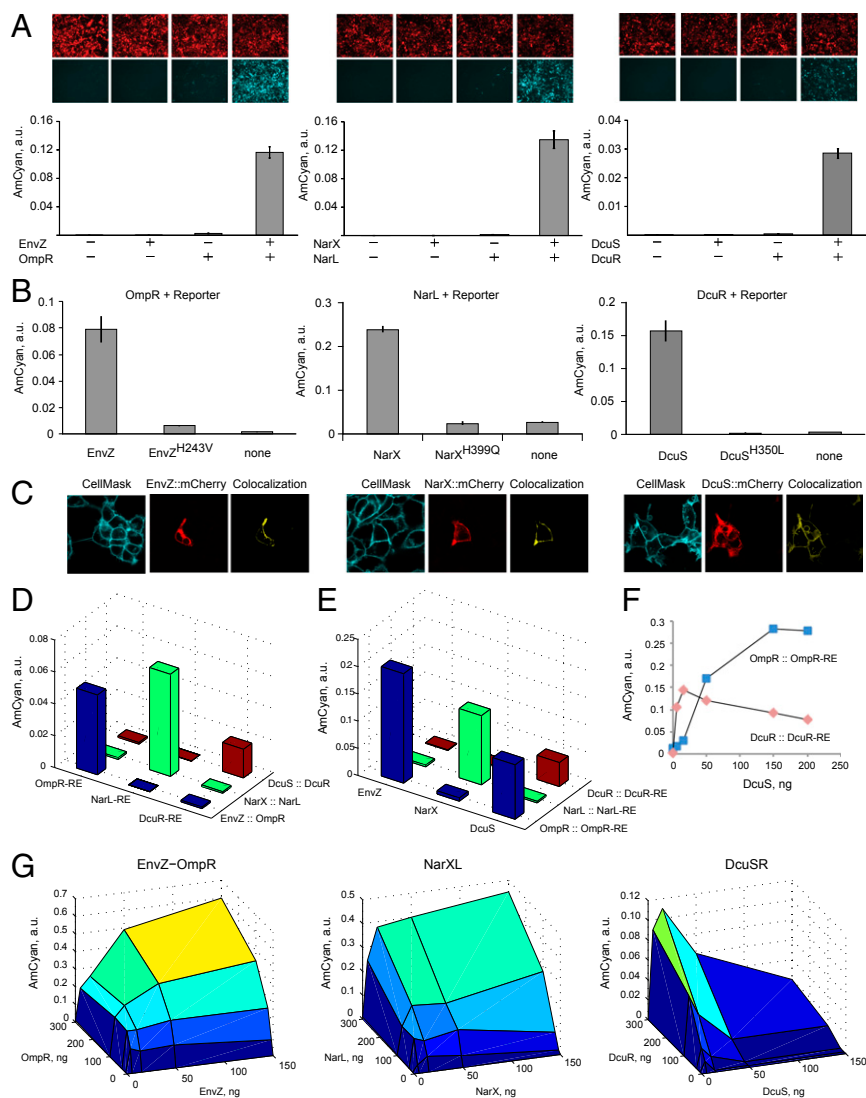 A
AmCyan, a.u.
0.16
0.12
0.08
0.04
EnvZ − + − +
OmpR − − + +
AmCyan, a.u.
0.16
0.12
0.08
0.04
NarX − + − +
NarL − − + +
AmCyan, a.u.
0.04
0.03
0.02
0.01
DcuS − + − +
DcuR − − + +
B
OmpR + Reporter
AmCyan, a.u.
0.1
0.08
0.06
0.04
0.02
0
EnvZ EnvZH243V none
NarL + Reporter
AmCyan, a.u.
0.3
0.2
0.1
0
NarX NarXH399Q none
DcuR + Reporter
AmCyan, a.u.
0.2
0.15
0.1
0.05
0
DcuS DcuSH350L none
C
CellMask EnvZ::mCherry Colocalization
CellMask NarX::mCherry Colocalization
CellMask DcuS::mCherry Colocalization
D
AmCyan, a.u.
0.08
0.06
0.04
0.02
0
OmpR-RE
NarL-RE
DcuR-RE
DcuS :: DcuR
NarX :: NarL
EnvZ :: OmpR
E
AmCyan, a.u.
0.25
0.2
0.15
0.1
0.05
0
EnvZ
NarX
DcuS
DcuR :: DcuR-RE
NarL :: NarL-RE
OmpR :: OmpR-RE
F
AmCyan, a.u.
0.3
0.25
0.2
0.15
0.1
0.05
0
OmpR :: OmpR-RE
DcuR :: DcuR-RE
50 100 150 200 250
DcuS, ng
G
EnvZ−OmpR
AmCyan, a.u.
0.7
0.6
0.5
0.4
0.3
0.2
0.1
0
300
200
100
0
OmpR, ng
0 50 100 150
EnvZ, ng
NarXL
AmCyan, a.u.
0.5
0.4
0.3
0.2
0.1
0
300
200
100
0
NarL, ng
0 50 100 150
NarX, ng
DcuSR
AmCyan, a.u.
0.12
0.10
0.08
0.06
0.04
0.02
0
300
200
100
0
DcuR, ng
0 50 100 150
DcuS, ng